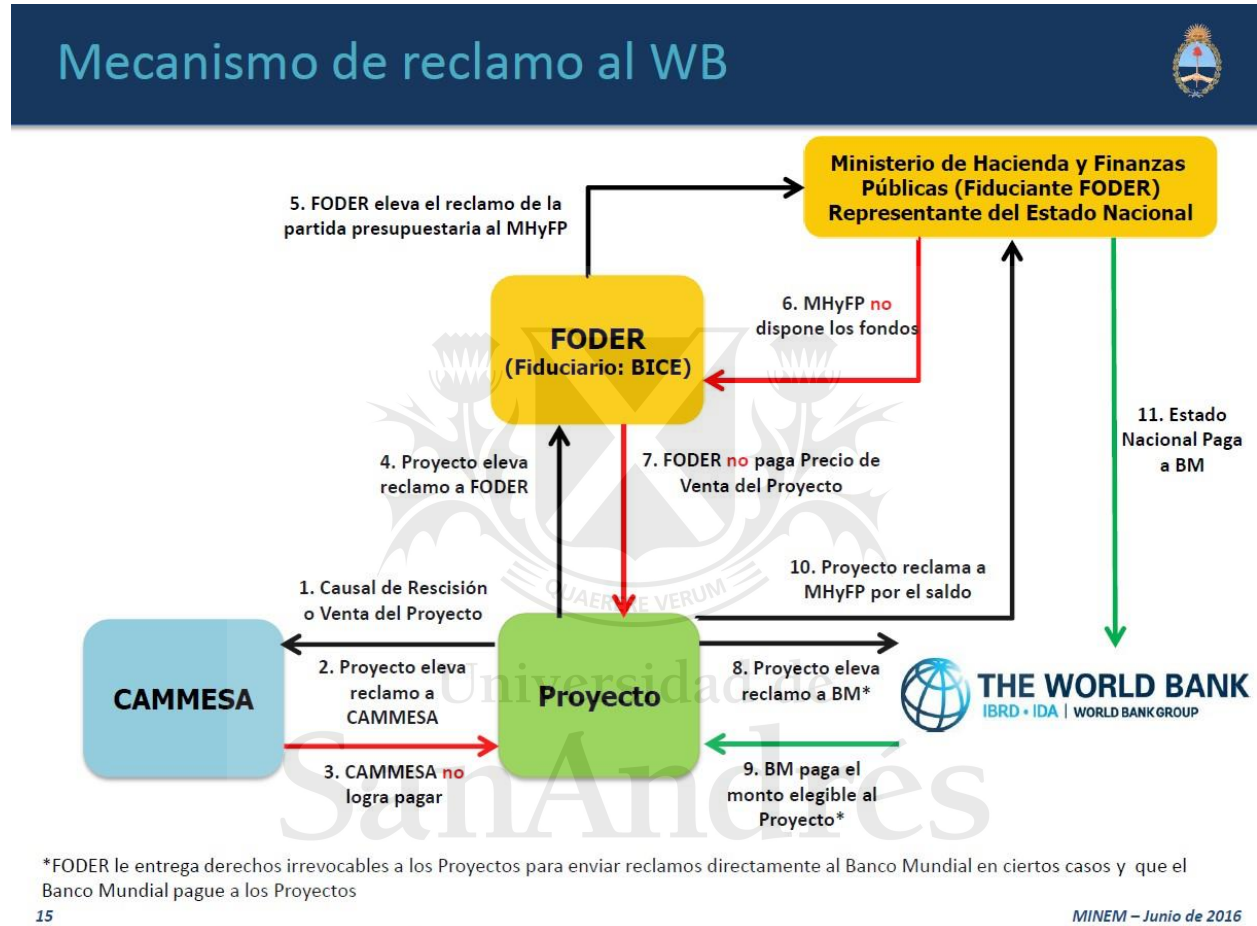 Mecanismo de reclamo al WB
Ministerio de Hacienda y Finanzas
Públicas (Fiduciante FODER)
Representante del Estado Nacional
5. FODER eleva el reclamo de la
partida presupuestaria al MHyFP
6. MHyFP no
dispone los fondos
FODER
(Fiduciario: BICE)
11. Estado
Nacional Paga
a BM
4. Proyecto eleva
reclamo a FODER
7. FODER no paga Precio de
Venta del Proyecto
10. Proyecto reclama a
MHyFP por el saldo
1. Causal de Rescisión
o Venta del Proyecto
QUAERERE VERUM
CAMMESA
2. Proyecto eleva
reclamo a
CAMMESA
Proyecto
8. Proyecto eleva
reclamo a BM*
THE WORLD BANK
IBRD • IDA | WORLD BANK GROUP
3. CAMMESA no
logra pagar
9. BM paga el
monto elegible al
Proyecto*
Universidad de
SanAndrés
*FODER le entrega derechos irrevocables a los Proyectos para enviar reclamos directamente al Banco Mundial en ciertos casos y que el
Banco Mundial pague a los Proyectos
15
MINEM – Junio de 2016